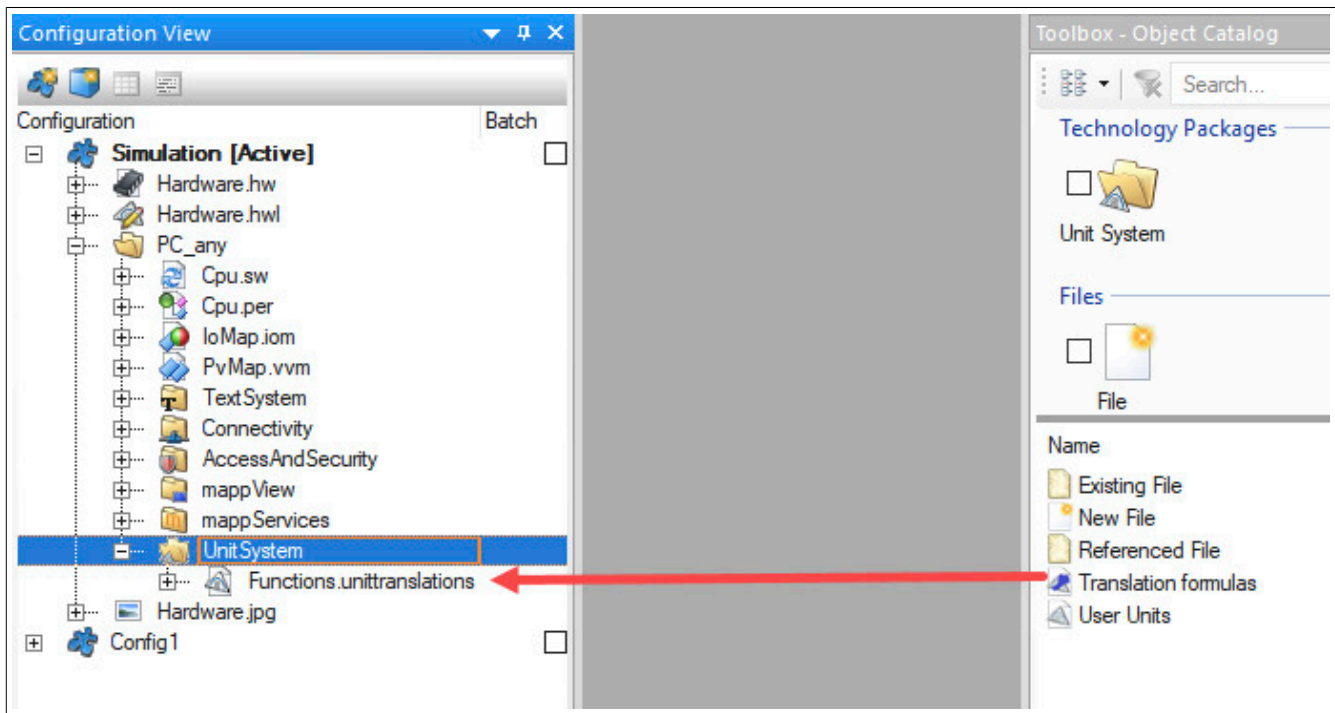 Configuration View
Configuration Batch
Simulation [Active]
Hardware.hw
Hardware.hwl
PC_any
Cpu.sw
Cpu.per
IoMap.iom
PvMap.vvm
TextSystem
Connectivity
AccessAndSecurity
mappView
mappServices
UnitSystem
Functions.unittranslations
Hardware.jpg
Config1
Toolbox - Object Catalog
Search...
Technology Packages
Unit System
Files
File
Name
Existing File
New File
Referenced File
Translation formulas
User Units